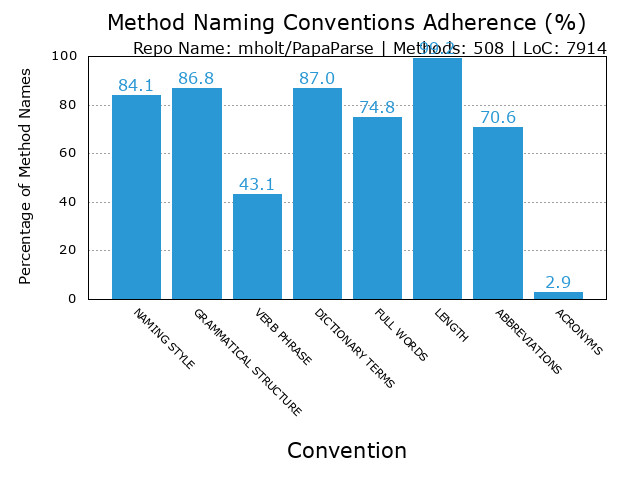 Method Naming Conventions Adherence (%)
Repo Name: mholt/PapaParse | Methods: 508 | LoC: 7914
Percentage of Method Names
100
80
60
40
20
0
84.1
86.8
43.1
87.0
74.8
70.6
2.9
NAMING STYLE
GRAMMATICAL STRUCTURE
VERB PHRASE
DICTIONARY TERMS
FULL WORDS
LENGTH
ABBREVIATIONS
ACRONYMS
Convention